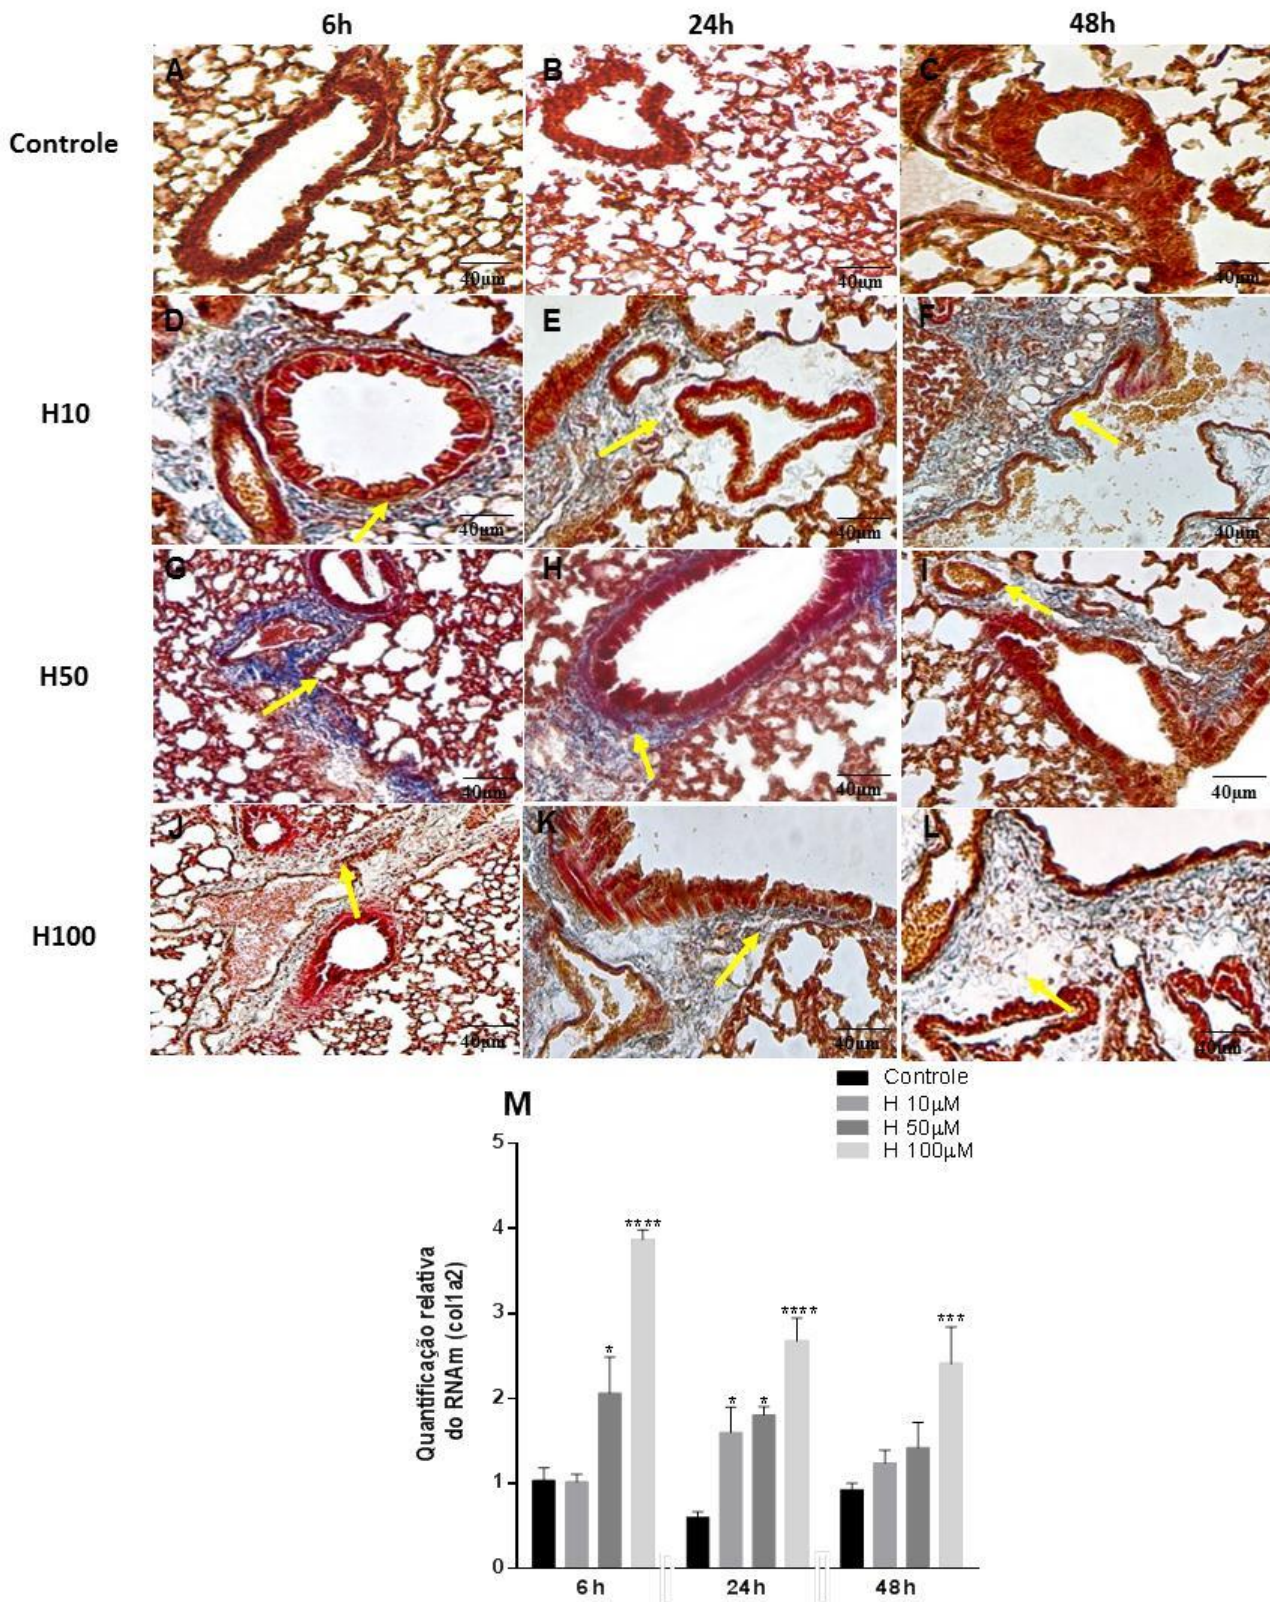 6h
24h
48h
Controle
A
B
C
40µm
40µm
40µm
H10
D
E
F
40µm
40µm
40µm
H50
G
H
I
40µm
40µm
40µm
H100
J
K
L
40µm
40µm
40µm
M
Controle
H 10µM
H 50µM
H 100µM
Quantificação relativa
do RNAm (col1a2)
5
4
3
2
1
0
****
*
*
*
****
***
6h
24h
48h